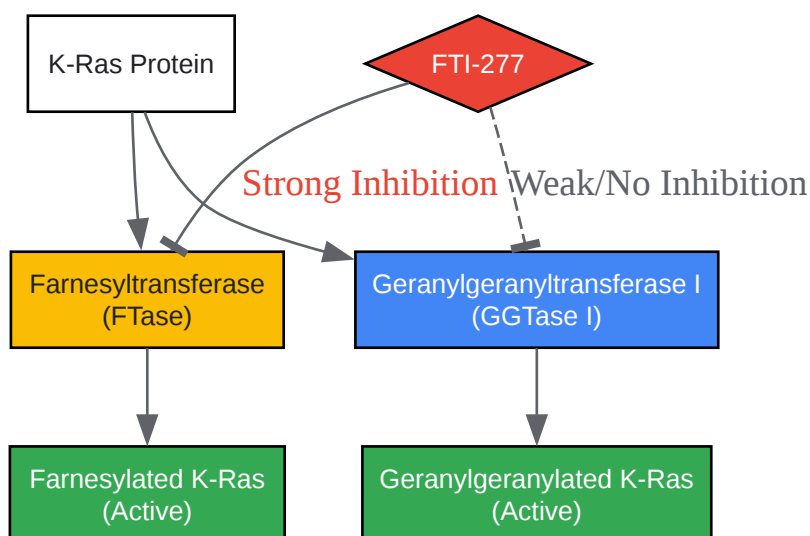 K-Ras Protein
FTI-277
Strong Inhibition
Weak/No Inhibition
Farnesyltransferase
(FTase)
Geranylgeranyltransferase I
(GGTase I)
Farnesylated K-Ras
(Active)
Geranylgeranylated K-Ras
(Active)